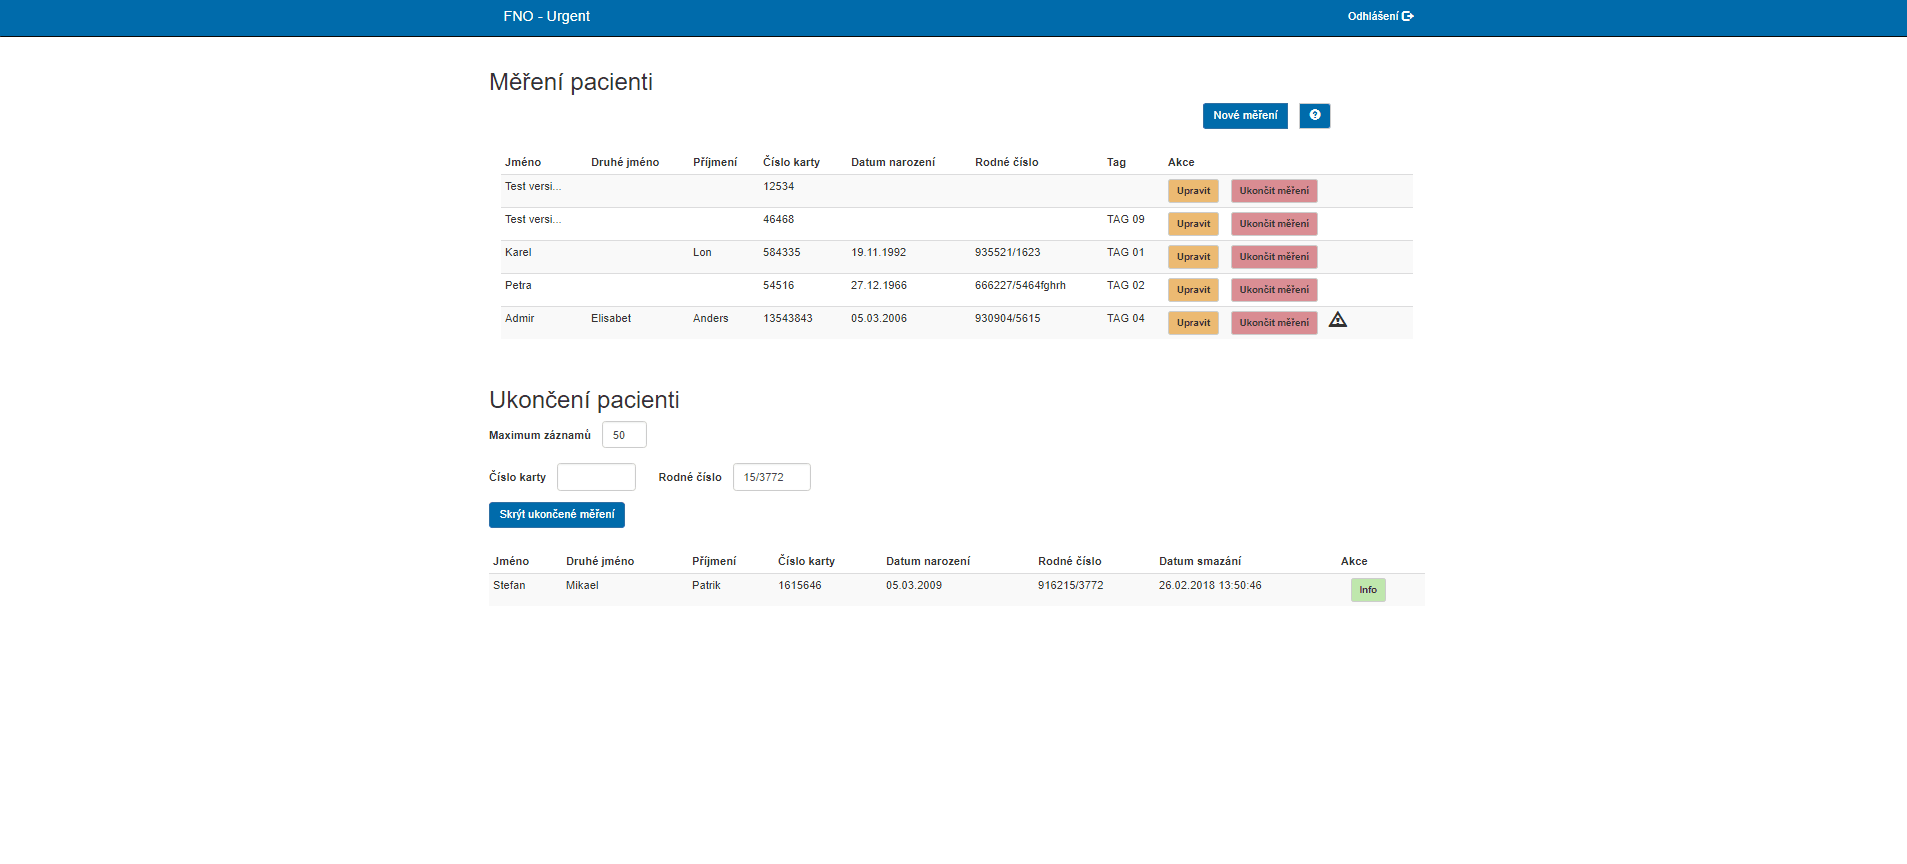 FNO - Urgent Odhlášení
Měření pacienti
Nové měření
Jméno Druhé jméno Příjmení Číslo karty Datum narození Rodné číslo Tag Akce
Test versi... 12534 Upravit Ukončit měření
Test versi... 46468 TAG 09 Upravit Ukončit měření
Karel Lon 584335 19.11.1992 935521/1623 TAG 01 Upravit Ukončit měření
Petra 54516 27.12.1966 666227/5464fghrh TAG 02 Upravit Ukončit měření
Admir Elisabet Anders 13543843 05.03.2006 930904/5615 TAG 04 Upravit Ukončit měření
Ukončení pacienti
Maximum záznamů 50
Číslo karty Rodné číslo 15/3772
Skrýt ukončené měření
Jméno Druhé jméno Příjmení Číslo karty Datum narození Rodné číslo Datum smazání Akce
Stefan Mikael Patrik 1615646 05.03.2009 916215/3772 26.02.2018 13:50:46 Info